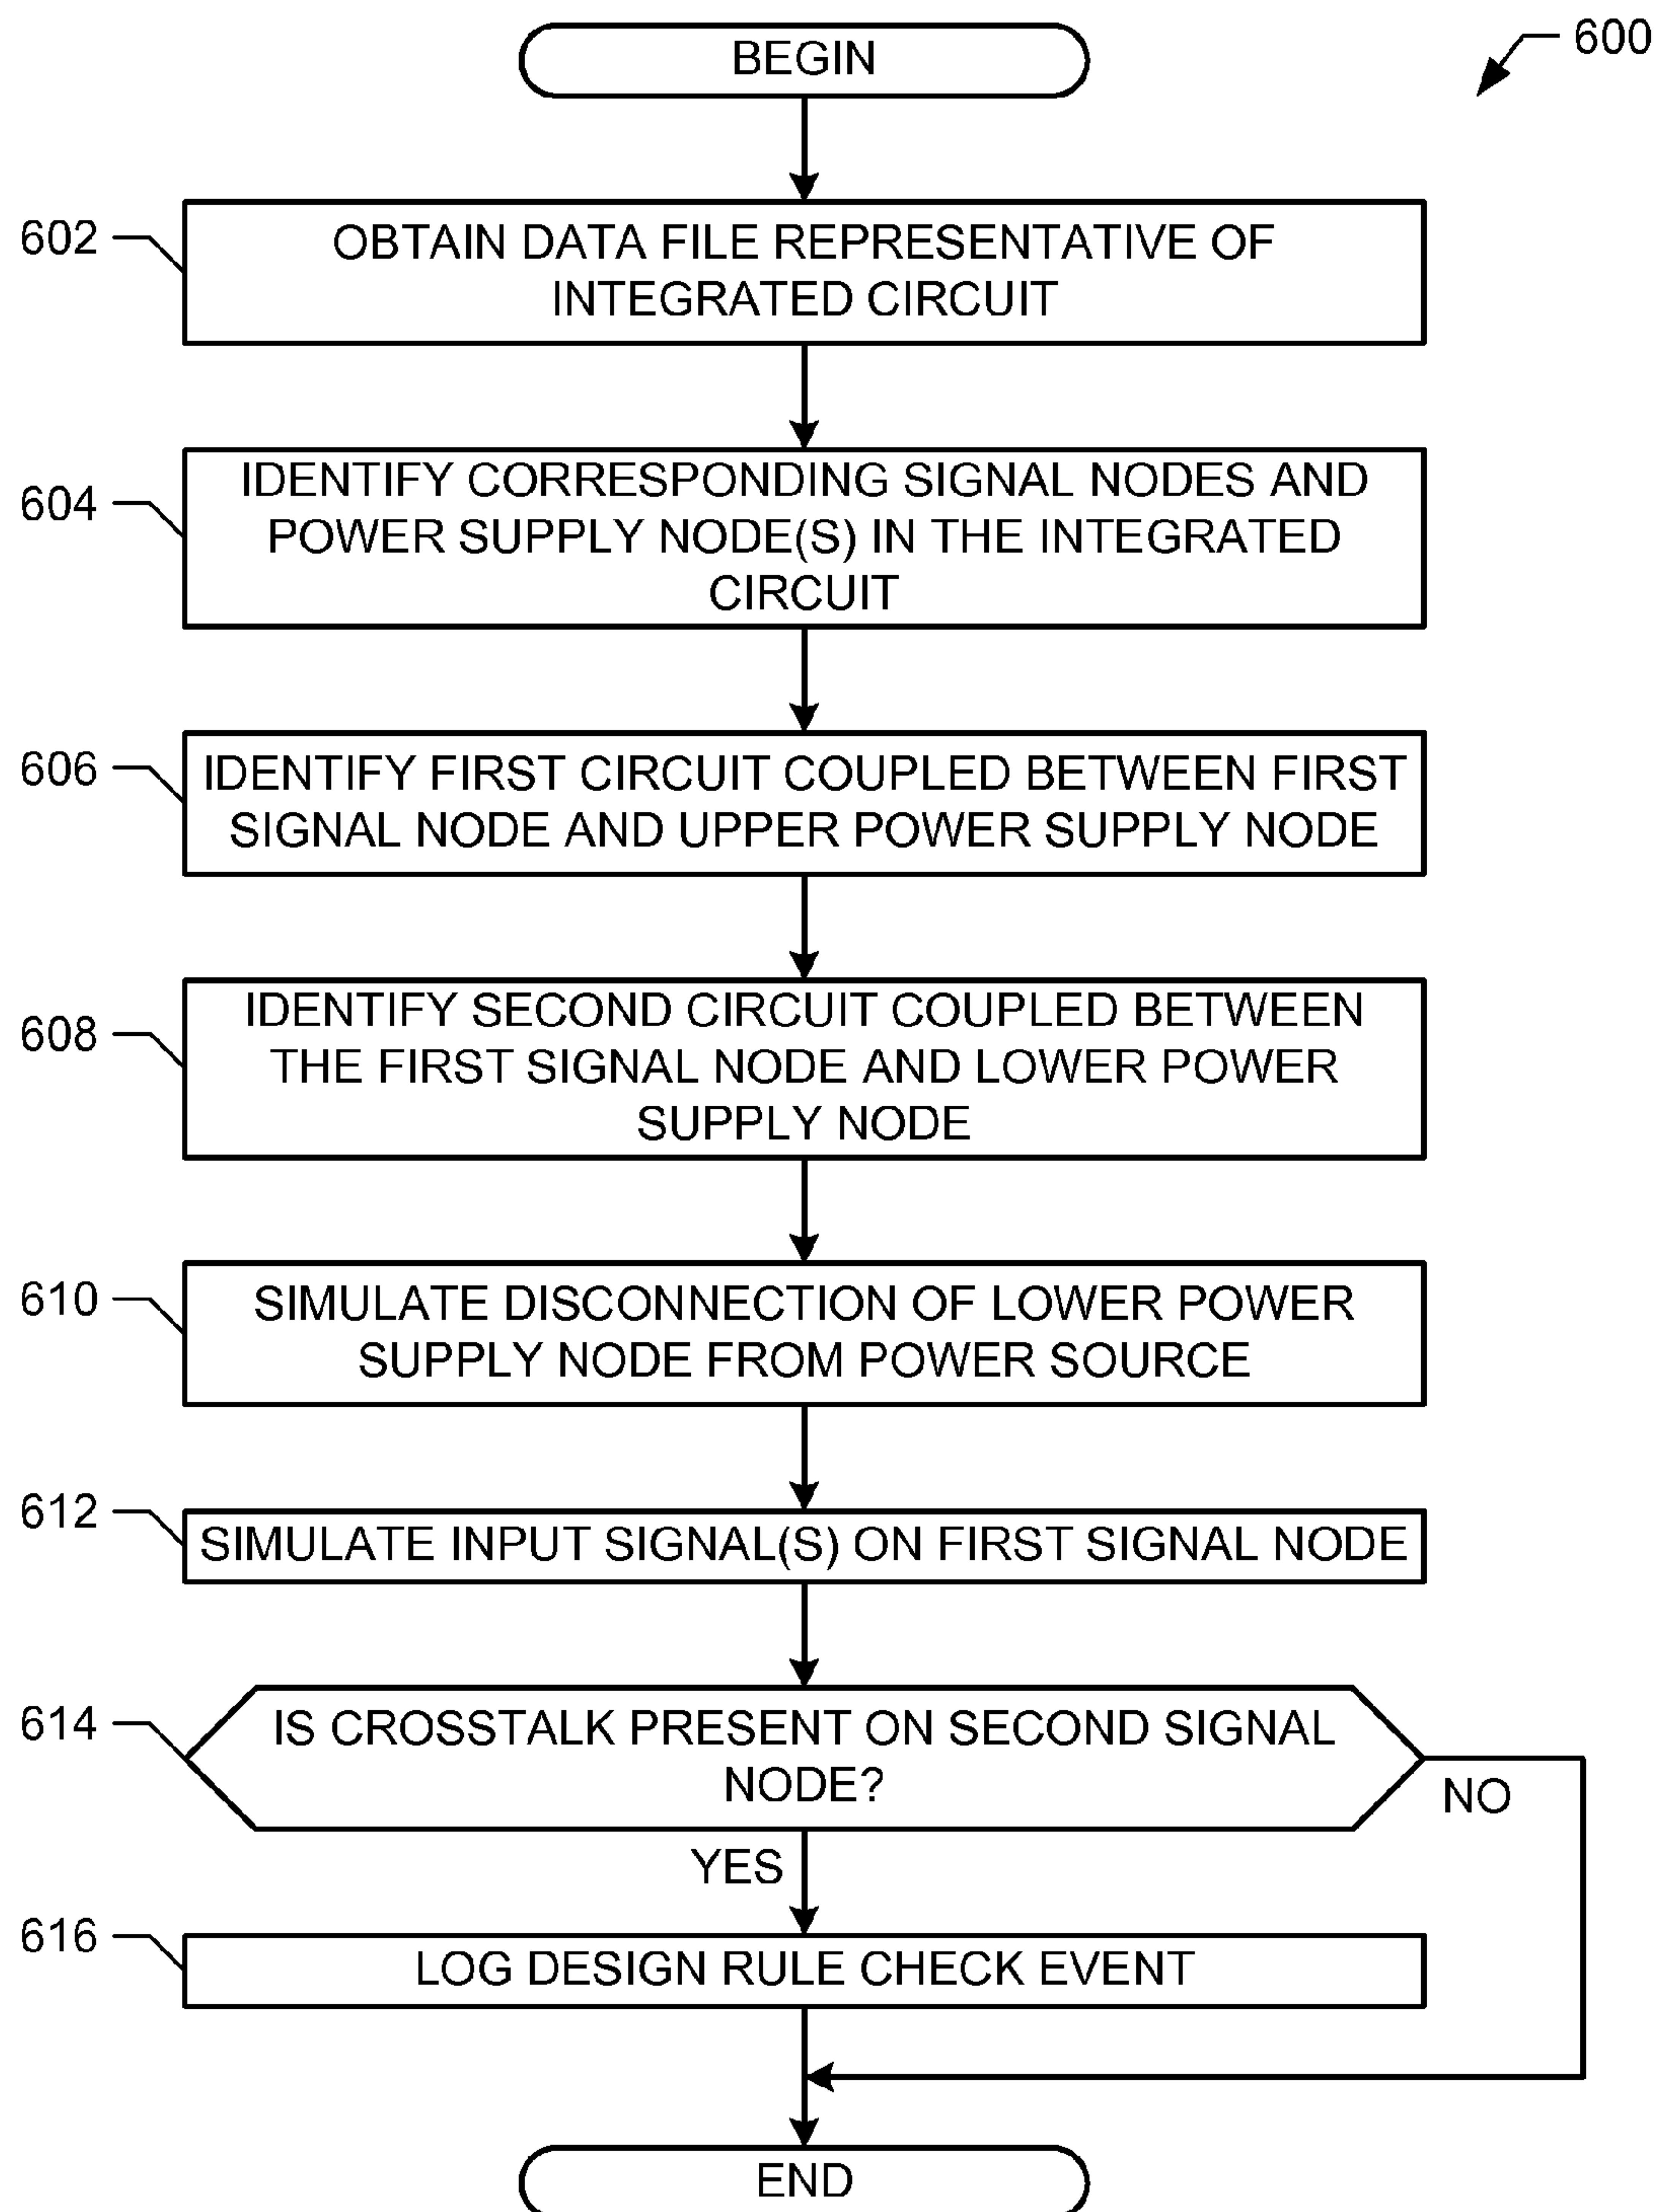 BEGIN
600
602
OBTAIN DATA FILE REPRESENTATIVE OF
INTEGRATED CIRCUIT
604
IDENTIFY CORRESPONDING SIGNAL NODES AND
POWER SUPPLY NODE(S) IN THE INTEGRATED
CIRCUIT
606
IDENTIFY FIRST CIRCUIT COUPLED BETWEEN FIRST
SIGNAL NODE AND UPPER POWER SUPPLY NODE
608
IDENTIFY SECOND CIRCUIT COUPLED BETWEEN
THE FIRST SIGNAL NODE AND LOWER POWER
SUPPLY NODE
610
SIMULATE DISCONNECTION OF LOWER POWER
SUPPLY NODE FROM POWER SOURCE
612
SIMULATE INPUT SIGNAL(S) ON FIRST SIGNAL NODE
614
IS CROSSTALK PRESENT ON SECOND SIGNAL
NODE?
NO
YES
616
LOG DESIGN RULE CHECK EVENT
END